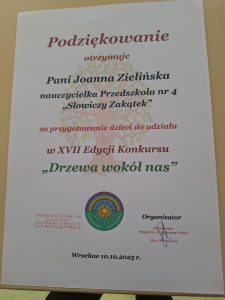 Podziękowanie
otrzymuje
Pani Joanna Zielińska
nauczycielka Przedszkola nr 4
„Słowiczy Zakątek”
za przygotowanie dzieci do udziału
w XVII Edycji Konkursu
„Drzewa wokół nas”
Organizator
Wrocław 10.10.2025 r.